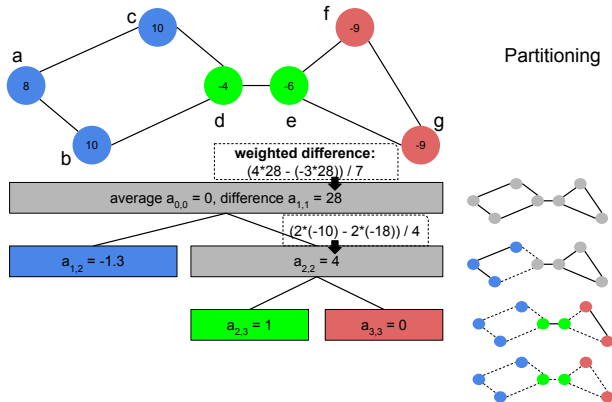 c
f
10
-9
a
Partitioning
8
-4
-6
10
d
e
g
-9
b
weighted difference:
(4*28 - (-3*28)) / 7
average a0,0 = 0, difference a1,1 = 28
(2*(-10) - 2*(-18)) / 4
a1,2 = -1.3
a2,2 = 4
a2,3 = 1
a3,3 = 0